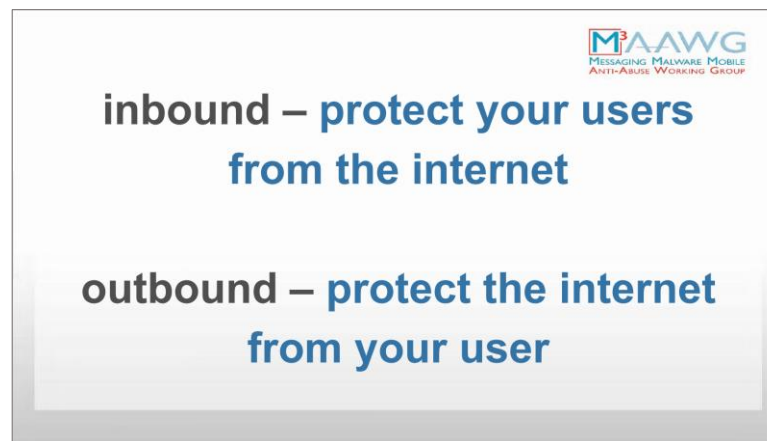 M³AAWG
MESSAGING MALWARE MOBILE
ANTI-ABUSE WORKING GROUP
inbound – protect your users
from the internet
outbound – protect the internet
from your user